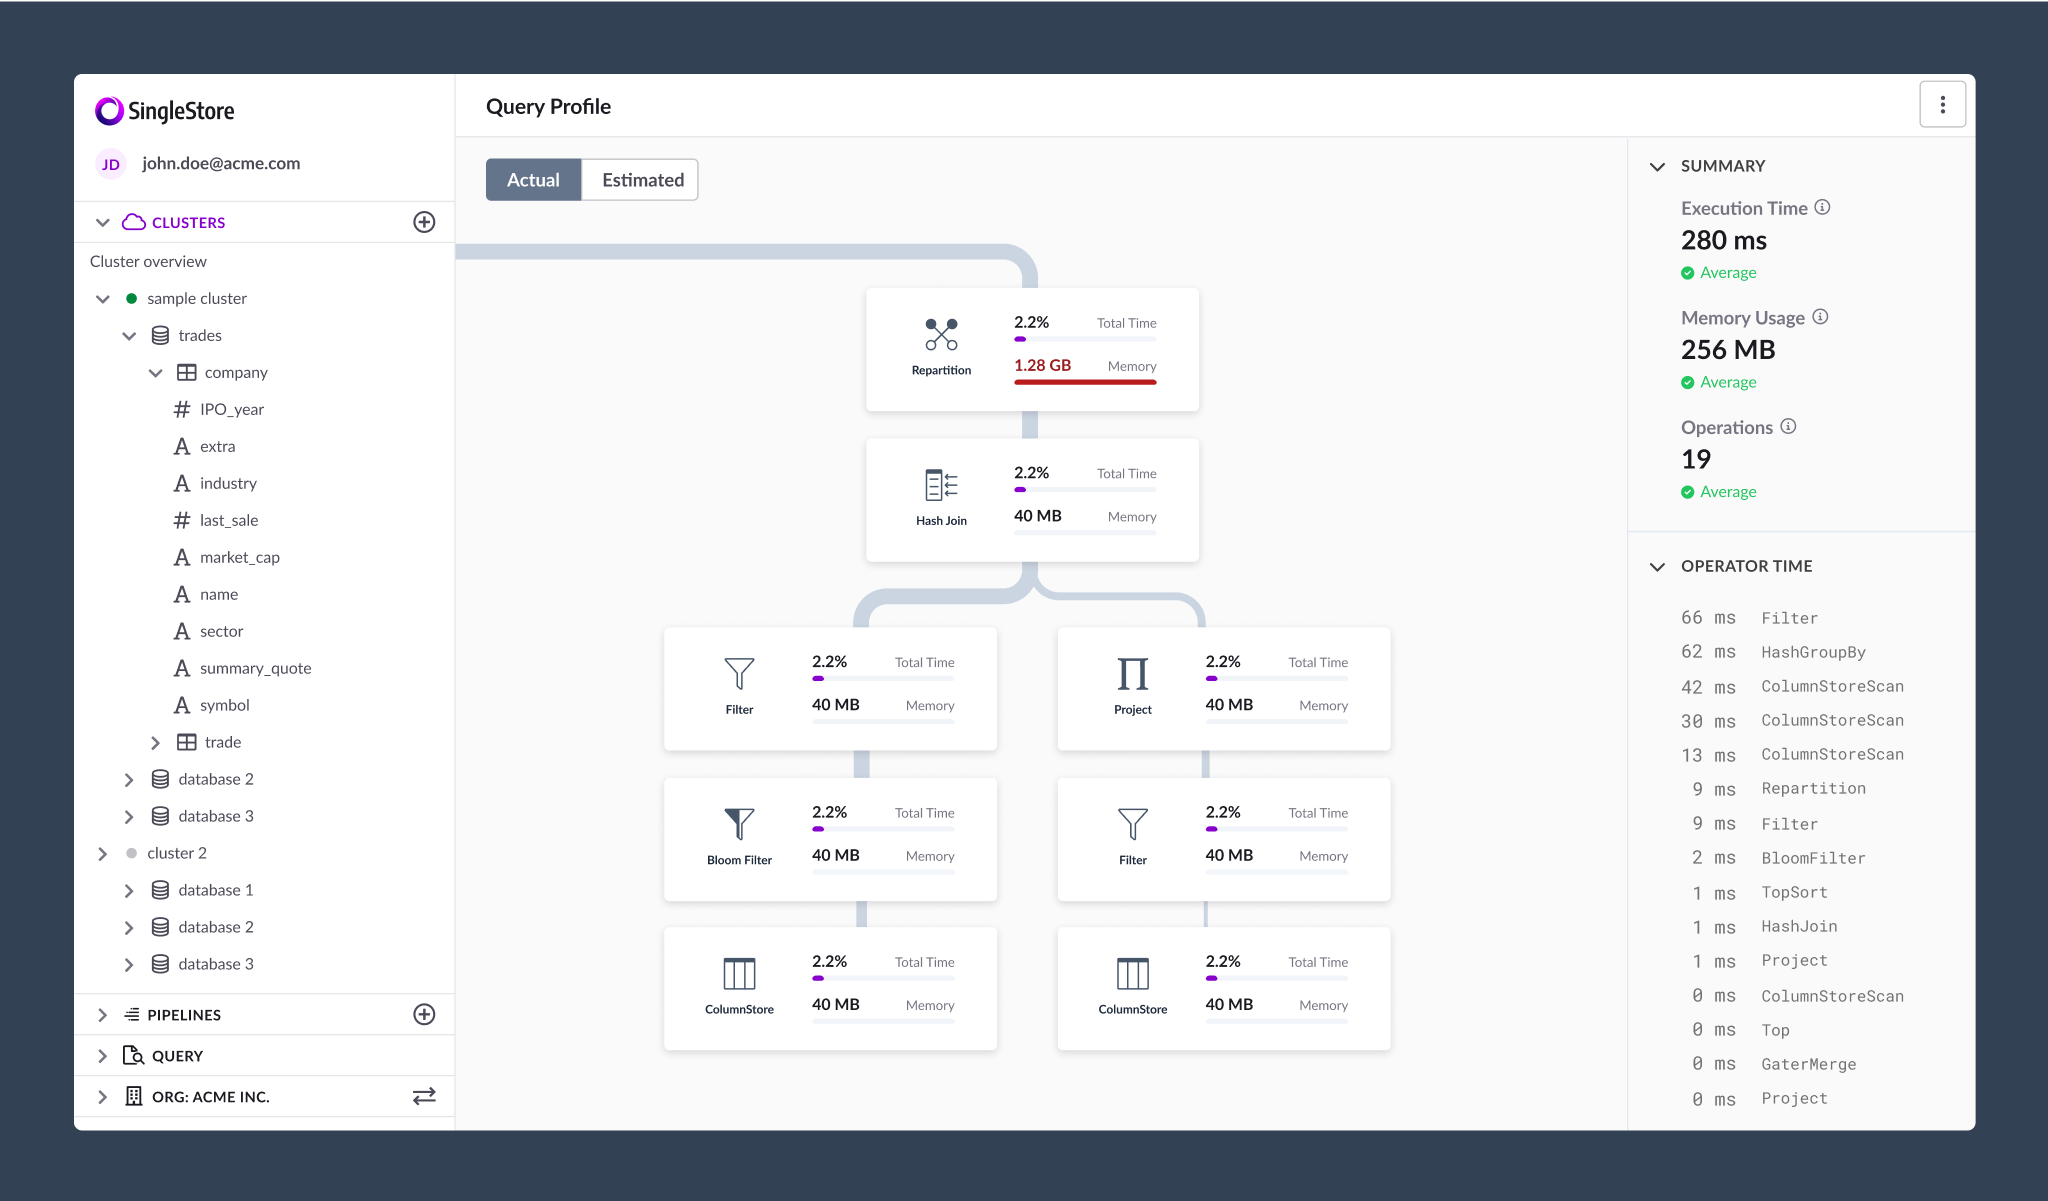 SingleStore
JD john.doe@acme.com
CLUSTERS
Cluster overview
sample cluster
trades
company
# IPO_year
A extra
A industry
# last_sale
A market_cap
A name
A sector
A summary_quote
A symbol
trade
database 2
database 3
cluster 2
database 1
database 2
database 3
PIPELINES
QUERY
ORG: ACME INC.
Query Profile
Actual Estimated
Repartition
2.2% Total Time
1.28 GB Memory
Hash Join
2.2% Total Time
40 MB Memory
Filter
2.2% Total Time
40 MB Memory
Project
2.2% Total Time
40 MB Memory
Bloom Filter
2.2% Total Time
40 MB Memory
Filter
2.2% Total Time
40 MB Memory
ColumnStore
2.2% Total Time
40 MB Memory
ColumnStore
2.2% Total Time
40 MB Memory
SUMMARY
Execution Time
280 ms
Average
Memory Usage
256 MB
Average
Operations
19
Average
OPERATOR TIME
66 ms Filter
62 ms HashGroupBy
42 ms ColumnStoreScan
30 ms ColumnStoreScan
13 ms ColumnStoreScan
9 ms Repartition
9 ms Filter
2 ms BloomFilter
1 ms TopSort
1 ms HashJoin
1 ms Project
0 ms ColumnStoreScan
0 ms Top
0 ms GaterMerge
0 ms Project